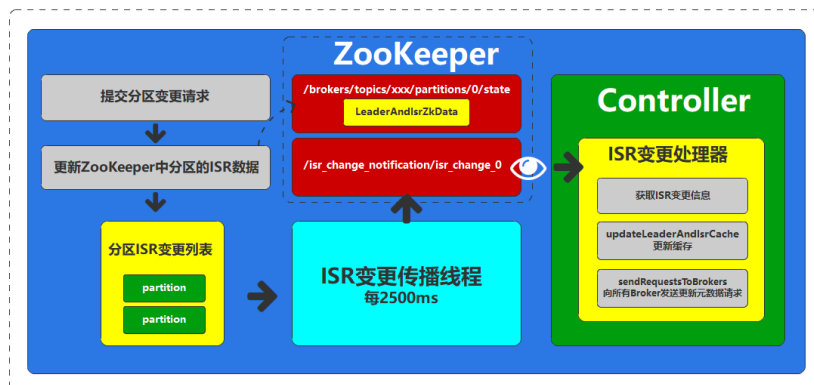 ZooKeeper
提交分区变更请求
/brokers/topics/xxx/partitions/0/state
LeaderAndIsrZkData
更新ZooKeeper中分区的ISR数据
/isr_change_notification/isr_change_0
分区ISR变更列表
partition
partition
ISR变更传播线程
每2500ms
Controller
ISR变更处理器
获取ISR变更信息
updateLeaderAndIsrCache
更新缓存
sendRequestsToBrokers
向所有Broker发送更新元数据请求